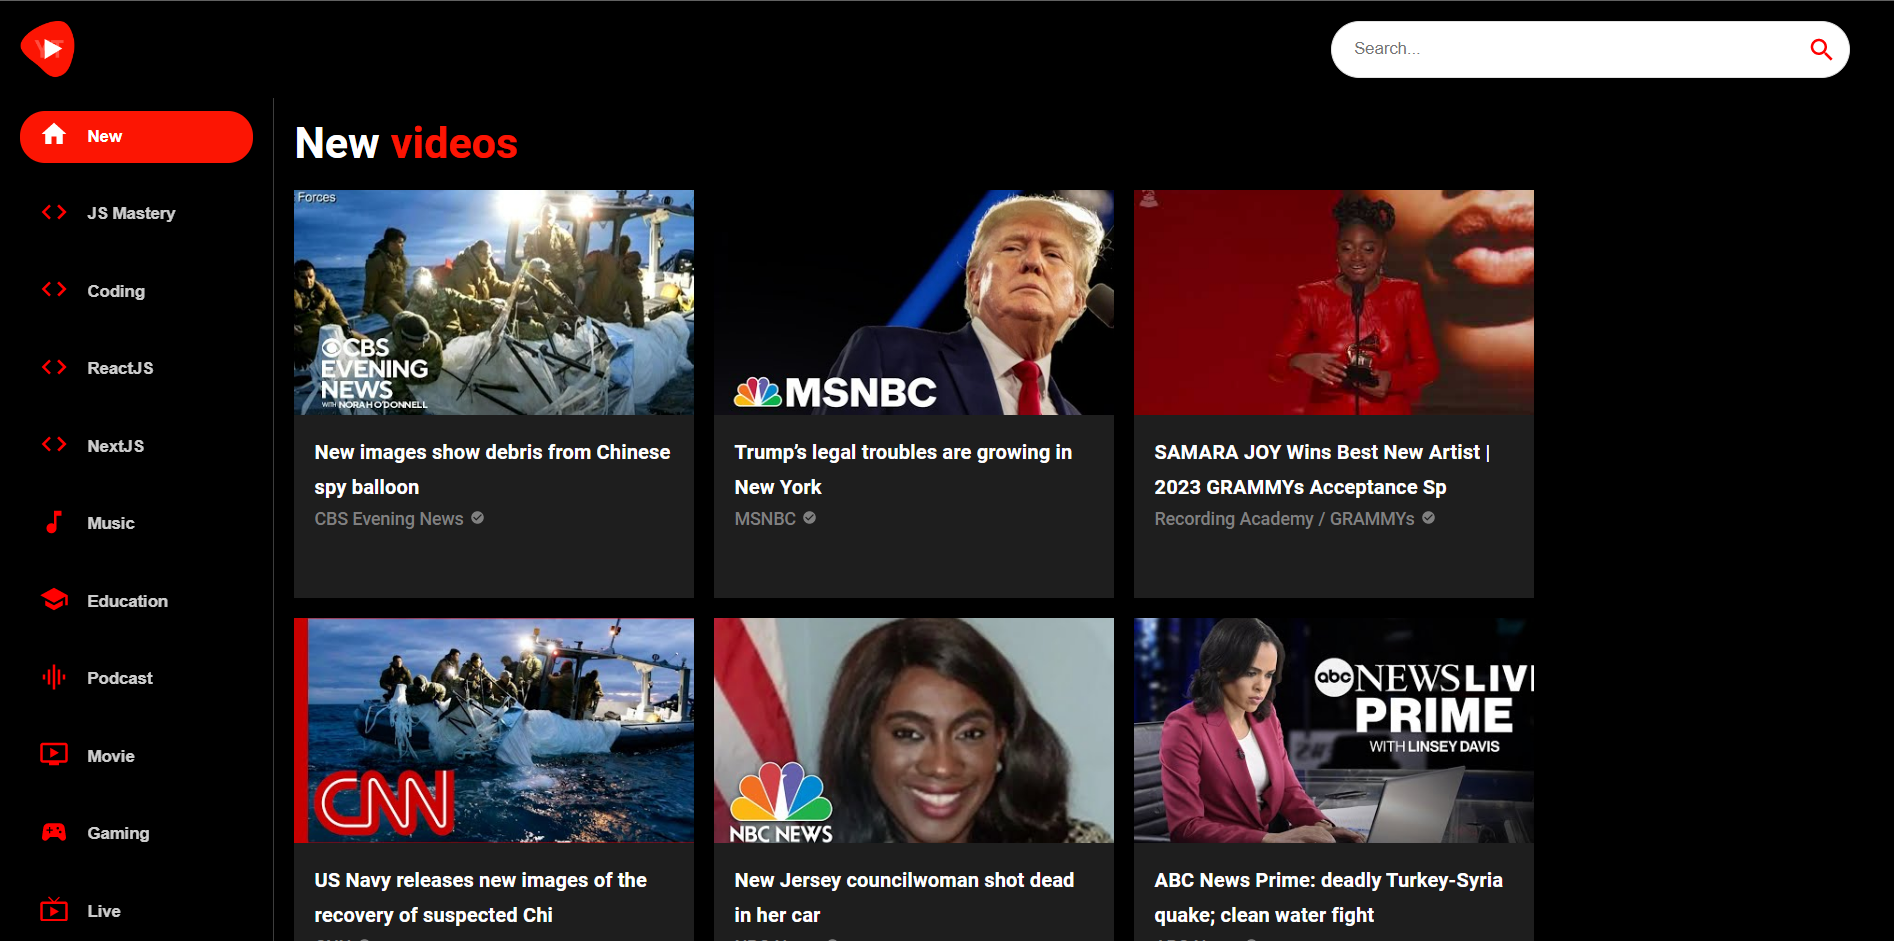 YT
Search...
New
JS Mastery
Coding
ReactJS
NextJS
Music
Education
Podcast
Movie
Gaming
Live
New videos
Forces
CBS
EVENING
NEWS
WITH NORAH O'DONNELL
New images show debris from Chinese
spy balloon
CBS Evening News
MSNBC
Trump’s legal troubles are growing in
New York
MSNBC
SAMARA JOY Wins Best New Artist |
2023 GRAMMYs Acceptance Sp
Recording Academy / GRAMMYs
CNN
US Navy releases new images of the
recovery of suspected Chi
NBC NEWS
New Jersey councilwoman shot dead
in her car
abc NEWS LIVE
PRIME
WITH LINSEY DAVIS
ABC News Prime: deadly Turkey-Syria
quake; clean water fight